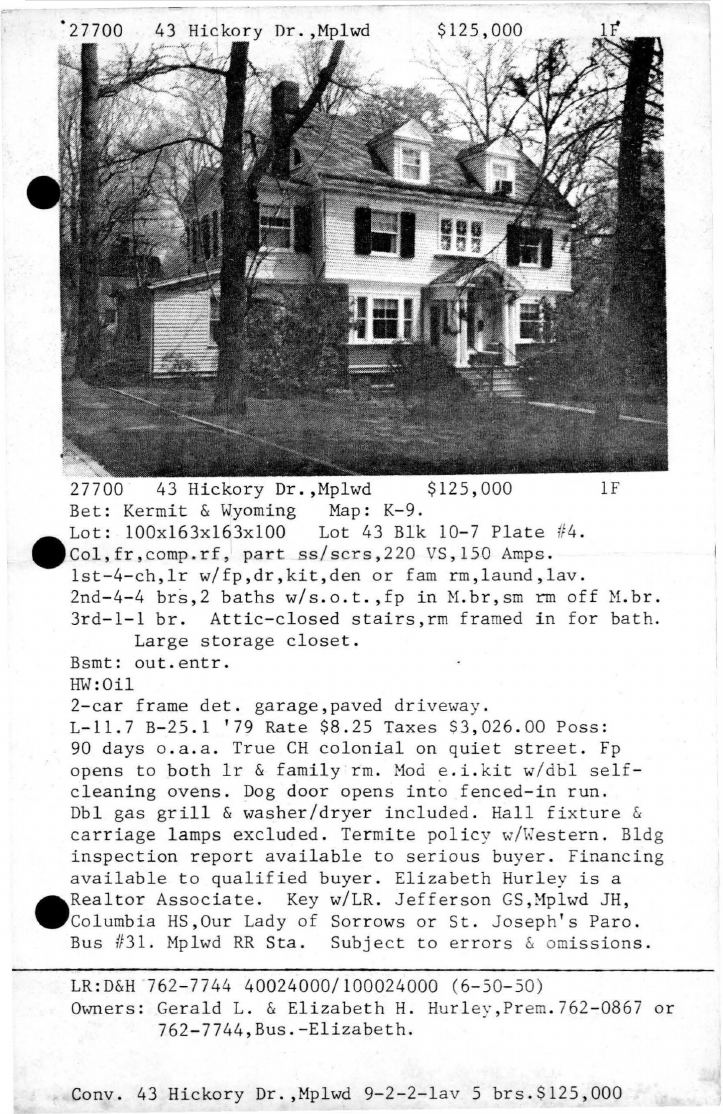 27700 43 Hickory Dr.,Mplwd $125,000 1F
27700 43 Hickory Dr.,Mplwd $125,000 1F
Bet: Kermit & Wyoming Map: K-9.
Lot: 100x163x163x100 Lot 43 Blk 10-7 Plate #4.
Col,fr,comp.rf, part ss/scrs,220 VS,150 Amps.
1st-4-ch,lr w/fp,dr,kit,den or fam rm,laund,lav.
2nd-4-4 brs,2 baths w/s.o.t.,fp in M.br,sm rm off M.br.
3rd-1-1 br. Attic-closed stairs,rm framed in for bath.
Large storage closet.
Bsmt: out.entr.
HW:Oil
2-car frame det. garage,paved driveway.
L-11.7 B-25.1 '79 Rate $8.25 Taxes $3,026.00 Poss:
90 days o.a.a. True CH colonial on quiet street. Fp
opens to both lr & family rm. Mod e.i.kit w/dbl self-
cleaning ovens. Dog door opens into fenced-in run.
Dbl gas grill & washer/dryer included. Hall fixture &
carriage lamps excluded. Termite policy w/Western. Bldg
inspection report available to serious buyer. Financing
available to qualified buyer. Elizabeth Hurley is a
Realtor Associate. Key w/LR. Jefferson GS,Mplwd JH,
Columbia HS,Our Lady of Sorrows or St. Joseph's Paro.
Bus #31. Mplwd RR Sta. Subject to errors & omissions.
LR:D&H 762-7744 40024000/100024000 (6-50-50)
Owners: Gerald L. & Elizabeth H. Hurley,Prem.762-0867 or
762-7744,Bus.-Elizabeth.
Conv. 43 Hickory Dr.,Mplwd 9-2-2-lav 5 brs.$125,000